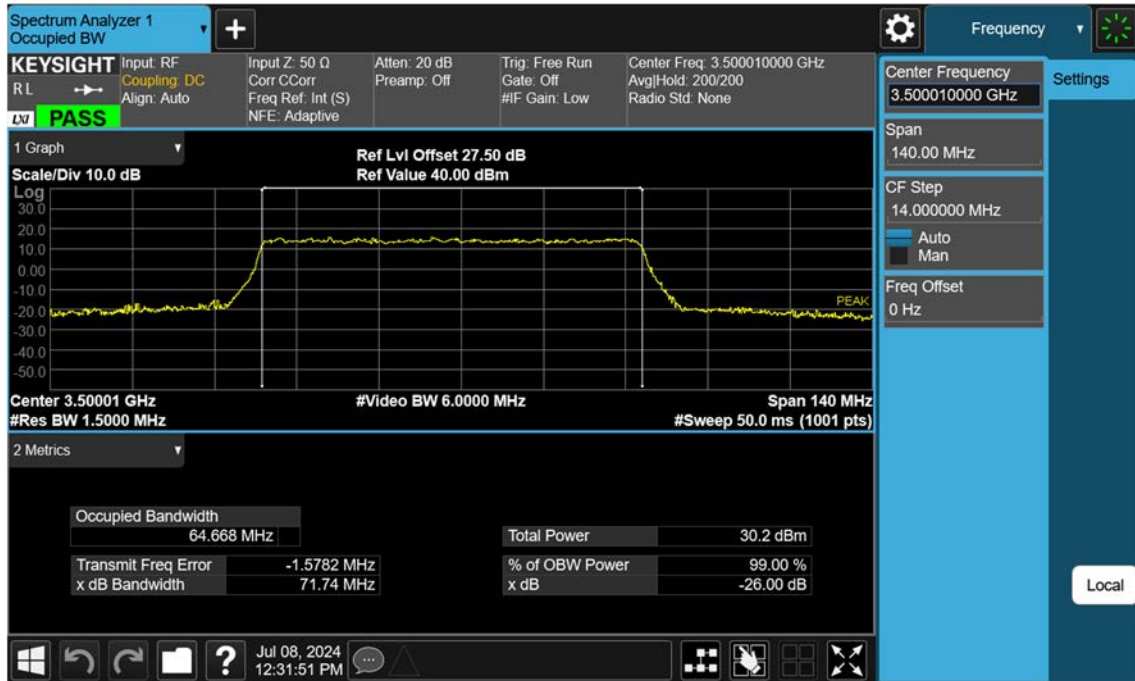 Spectrum Analyzer 1
Occupied BW
+
Frequency
KEYSIGHT
RL
LXI
PASS
Input: RF
Coupling: DC
Align: Auto
Input Z: 50 Ω
Corr CCorr
Freq Ref: Int (S)
NFE: Adaptive
Atten: 20 dB
Preamp: Off
Trig: Free Run
Gate: Off
#IF Gain: Low
Center Freq: 3.500010000 GHz
Avg|Hold: 200/200
Radio Std: None
Center Frequency
3.500010000 GHz
Settings
Span
140.00 MHz
CF Step
14.000000 MHz
Auto
Man
Freq Offset
0 Hz
Local
1 Graph
Scale/Div 10.0 dB
Ref Lvl Offset 27.50 dB
Ref Value 40.00 dBm
Log
30.0
20.0
10.0
0.00
-10.0
-20.0
-30.0
-40.0
-50.0
PEAK
Center 3.50001 GHz
#Video BW 6.0000 MHz
Span 140 MHz
#Res BW 1.5000 MHz
#Sweep 50.0 ms (1001 pts)
2 Metrics
Occupied Bandwidth
64.668 MHz
Total Power 30.2 dBm
Transmit Freq Error -1.5782 MHz
% of OBW Power 99.00 %
x dB Bandwidth 71.74 MHz
x dB -26.00 dB
?
Jul 08, 2024
12:31:51 PM